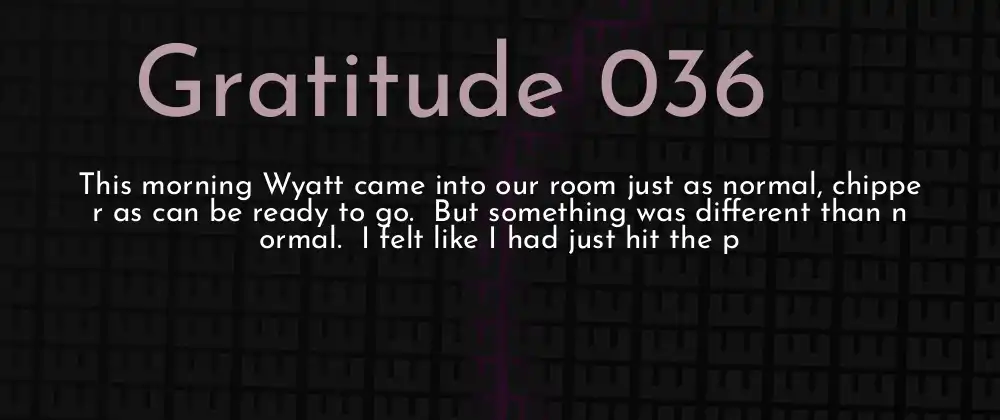 Gratitude 036
This morning Wyatt came into our room just as normal, chippe
r as can be ready to go.  But something was different than n
ormal.  I felt like I had just hit the p